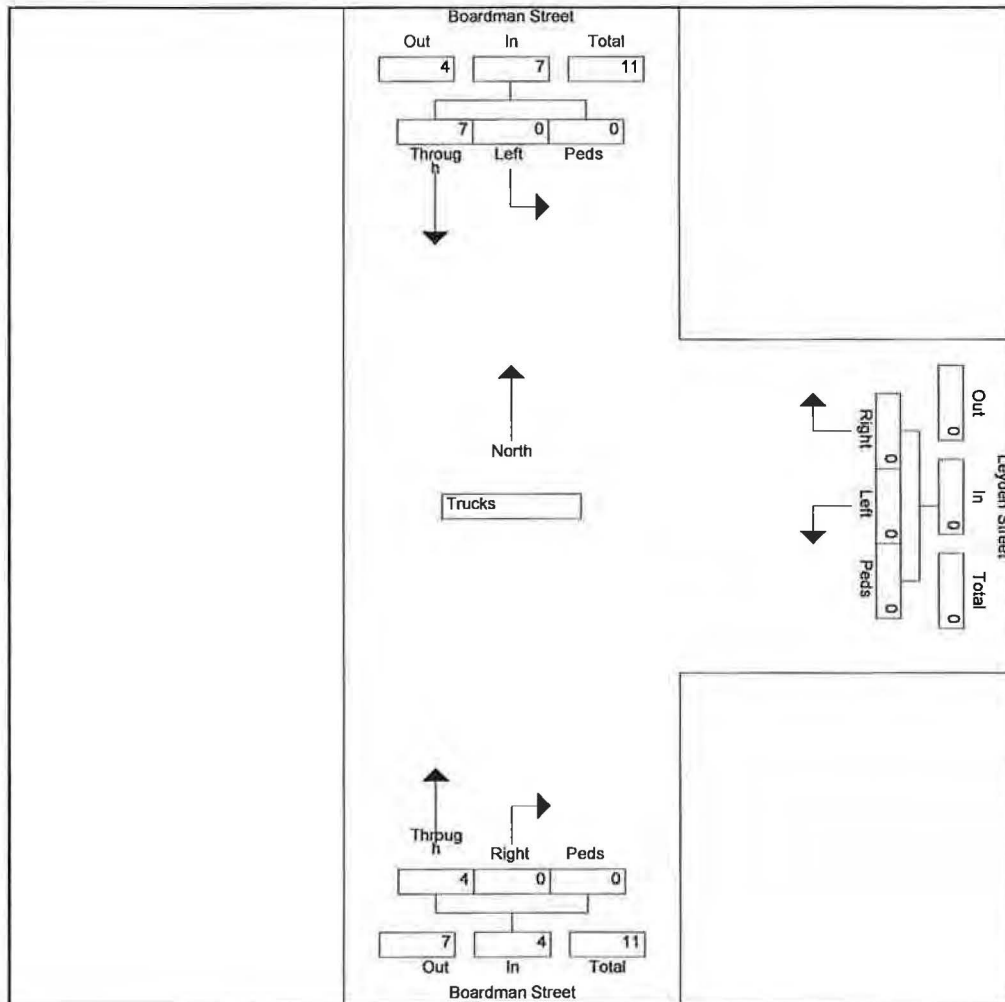 Boardman Street
Out In Total
4 7 11
7 0 0
Throug Left Peds
h
North
Trucks
Out 0
Right 0
Leyden Street
In 0
Left 0
Total 0
Peds 0
Throug
h Right Peds
4 0 0
7 4 11
Out In Total
Boardman Street